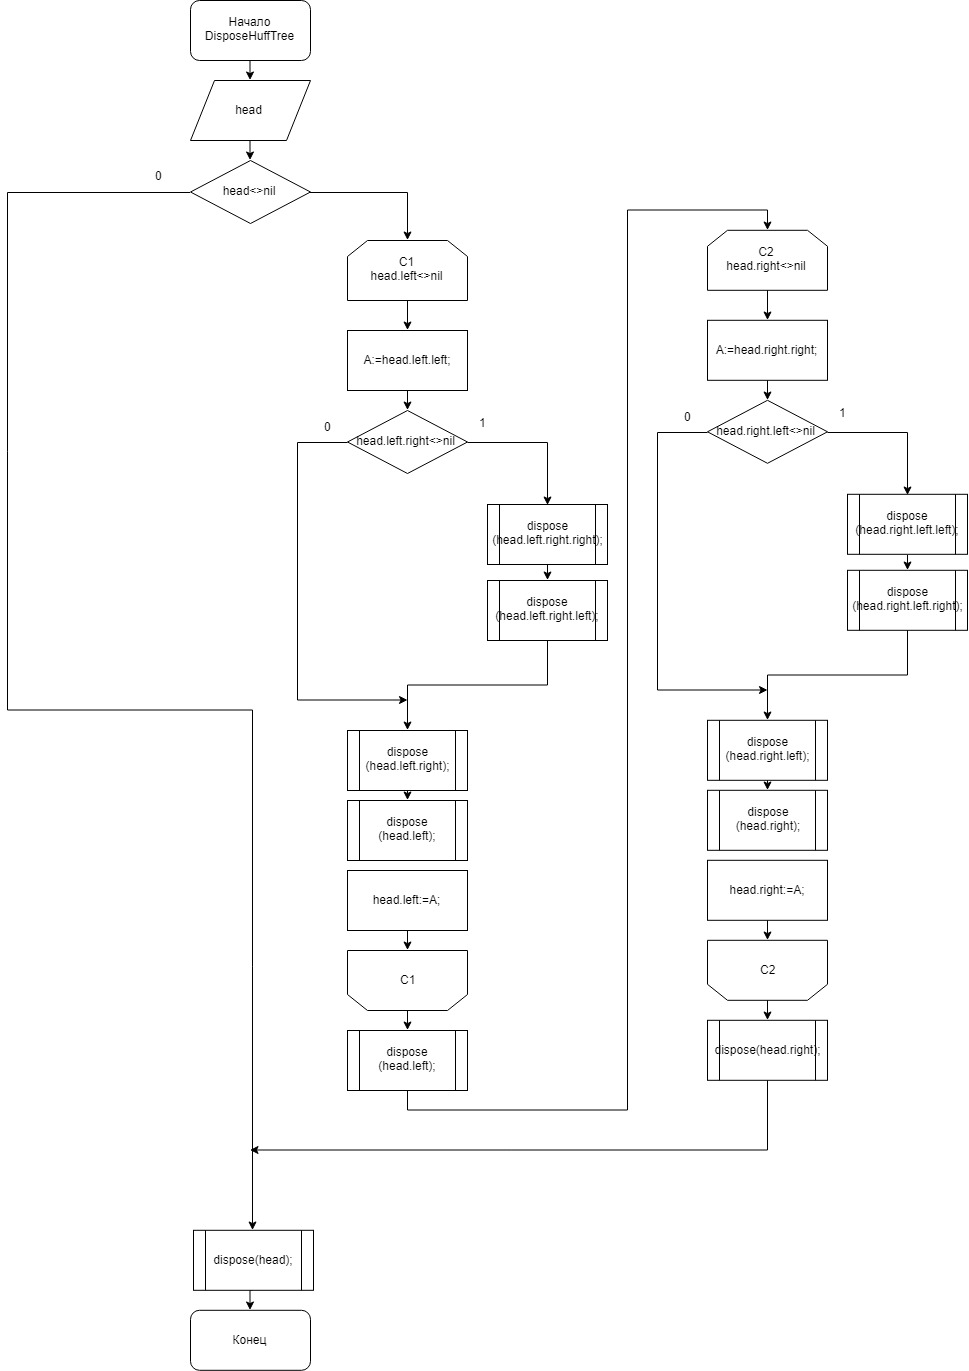 Начало
DisposeHuffTree
head
0
head<>nil
C1
head.left<>nil
A:=head.left.left;
0
1
head.left.right<>nil
dispose
(head.left.right.right);
dispose
(head.left.right.left);
dispose
(head.left.right);
dispose
(head.left);
head.left:=A;
C1
dispose
(head.left);
C2
head.right<>nil
A:=head.right.right;
0
1
head.right.left<>nil
dispose
(head.right.left.left);
dispose
(head.right.left.right);
dispose
(head.right.left);
dispose
(head.right);
head.right:=A;
C2
dispose(head.right);
dispose(head);
Конец